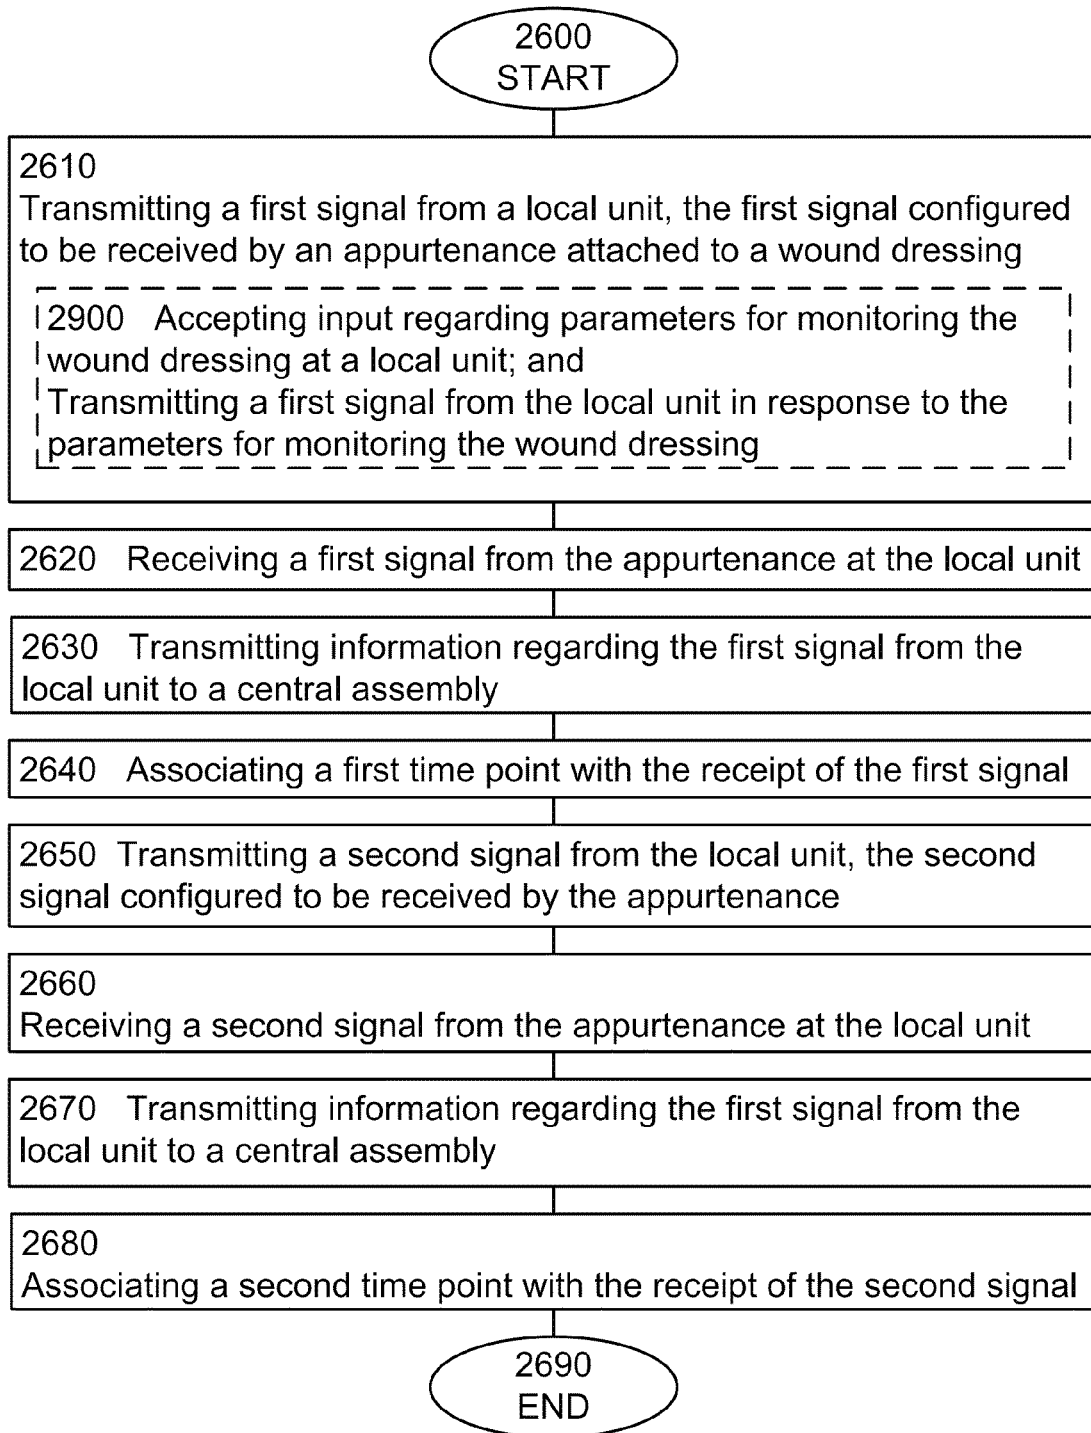 2600
START
2610
Transmitting a first signal from a local unit, the first signal configured
to be received by an appurtenance attached to a wound dressing
2900 Accepting input regarding parameters for monitoring the
wound dressing at a local unit; and
Transmitting a first signal from the local unit in response to the
parameters for monitoring the wound dressing
2620 Receiving a first signal from the appurtenance at the local unit
2630 Transmitting information regarding the first signal from the
local unit to a central assembly
2640 Associating a first time point with the receipt of the first signal
2650 Transmitting a second signal from the local unit, the second
signal configured to be received by the appurtenance
2660
Receiving a second signal from the appurtenance at the local unit
2670 Transmitting information regarding the first signal from the
local unit to a central assembly
2680
Associating a second time point with the receipt of the second signal
2690
END